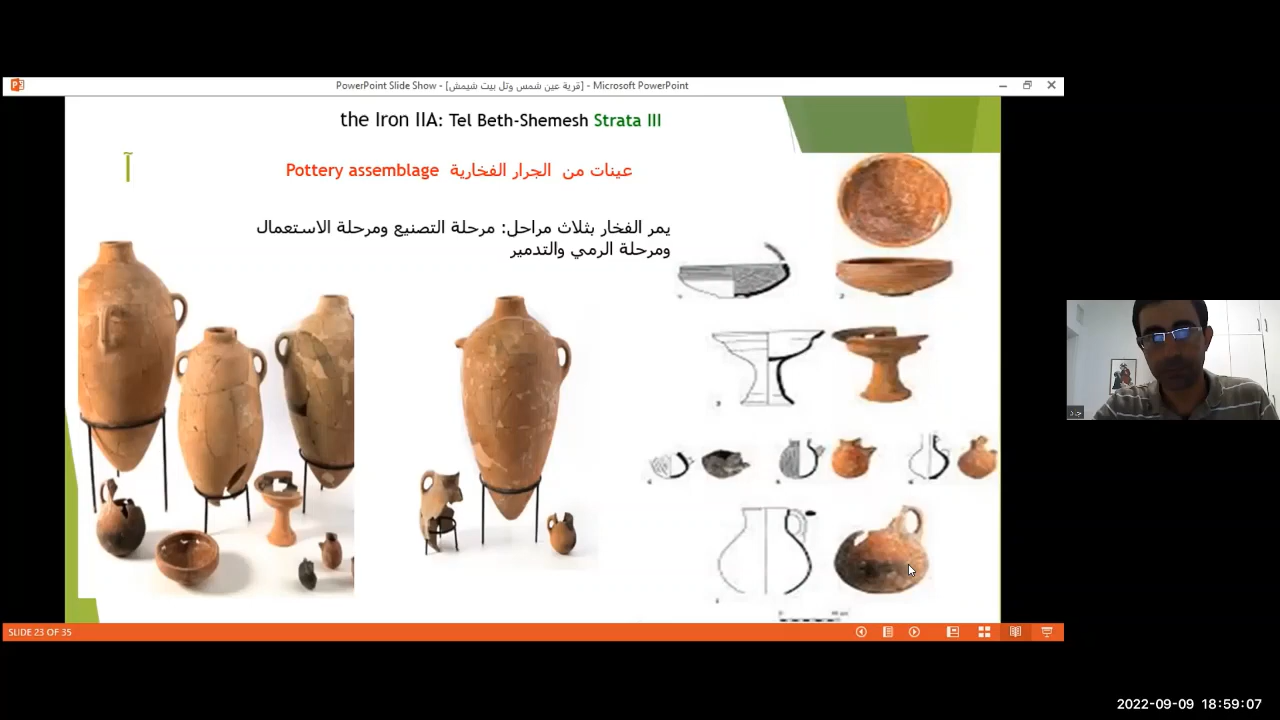 PowerPoint Slide Show - [قرية عين شمس وتل بيت شيمش] - Microsoft PowerPoint
the Iron IIA: Tel Beth-Shemesh Strata III
آ
Pottery assemblage عينات من الجرار الفخارية
يمر الفخار بثلاث مراحل: مرحلة التصنيع ومرحلة الاستعمال
ومرحلة الرمي والتدمير
SLIDE 23 OF 35
2022-09-09 18:59:07